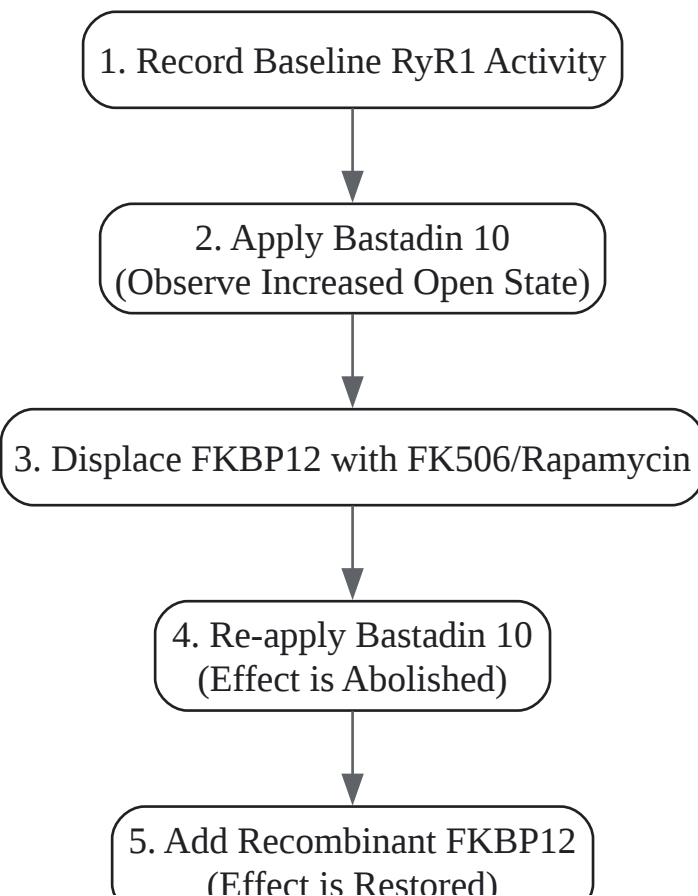 1. Record Baseline RyR1 Activity
2. Apply Bastadin 10
(Observe Increased Open State)
3. Displace FKBP12 with FK506/Rapamycin
4. Re-apply Bastadin 10
(Effect is Abolished)
5. Add Recombinant FKBP12
(Effect is Restored)